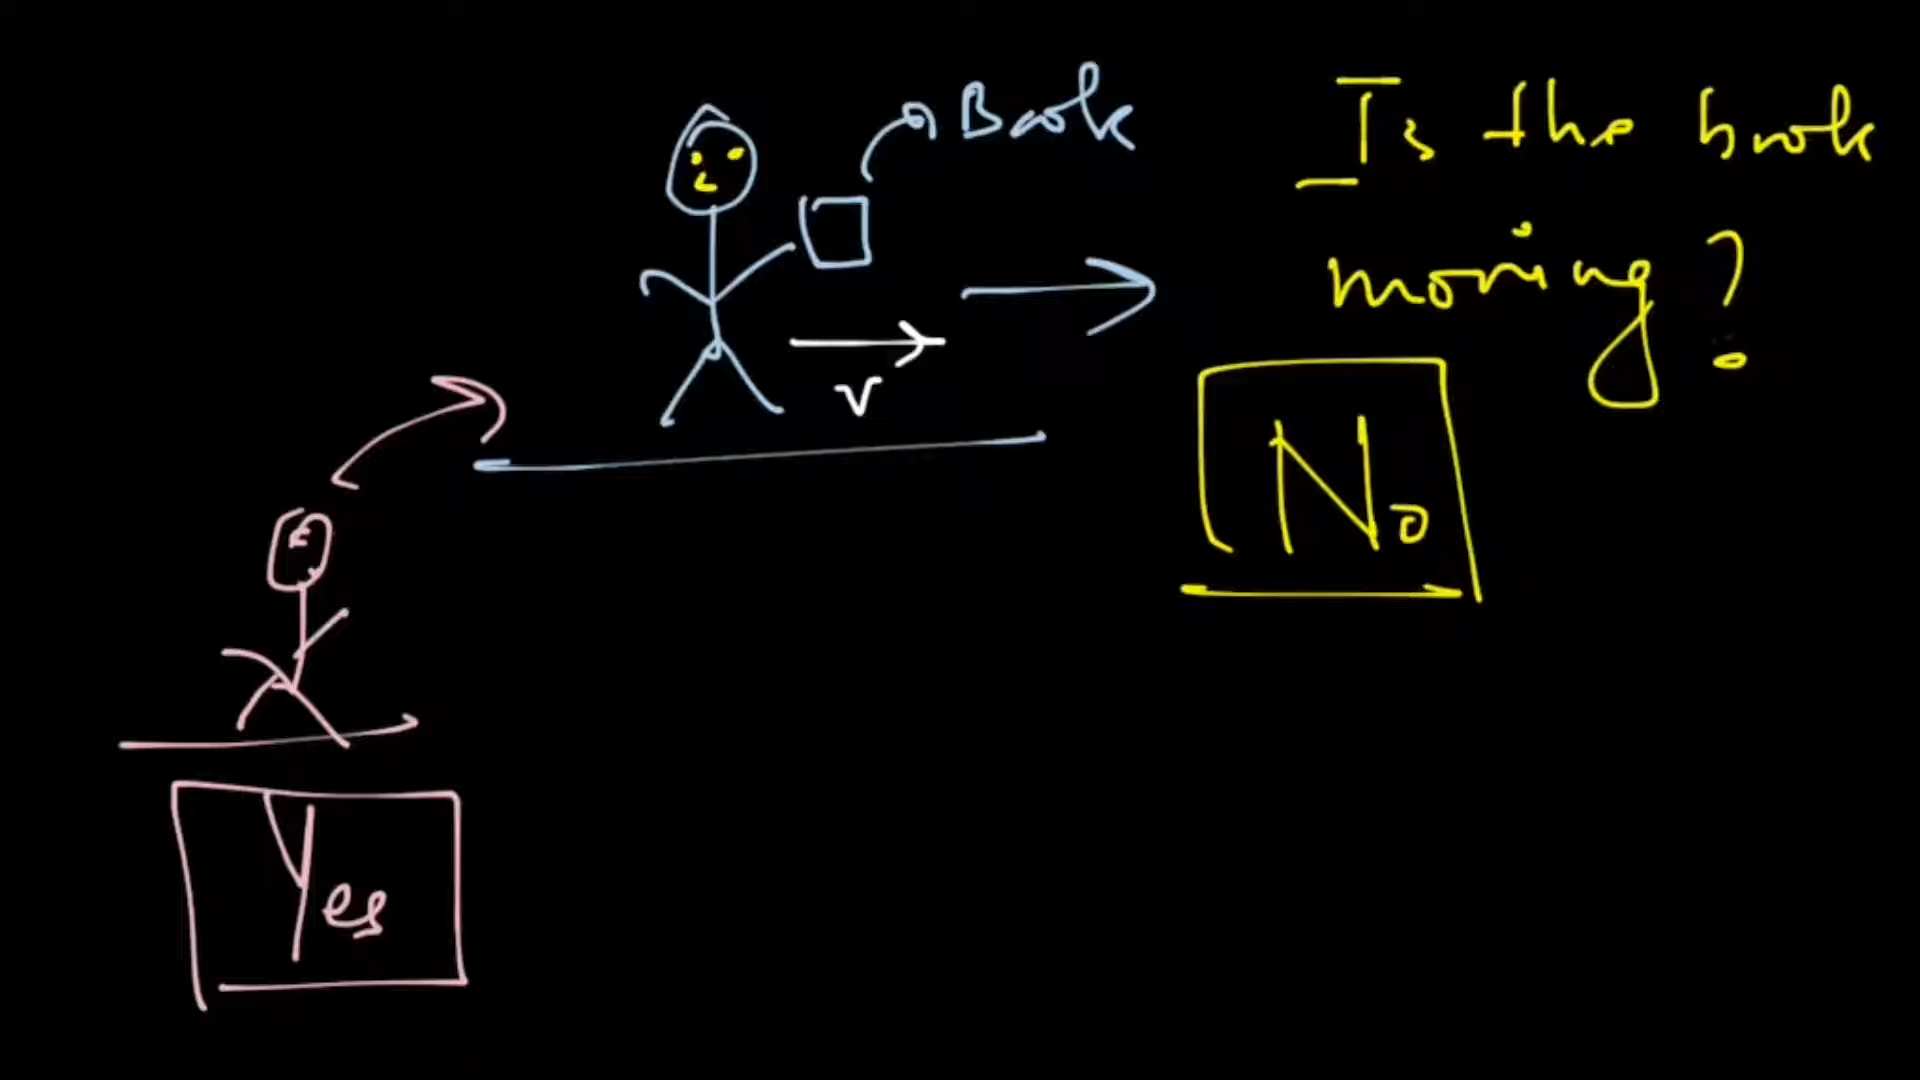 Book
Is the book
moving?
v
No
Yes